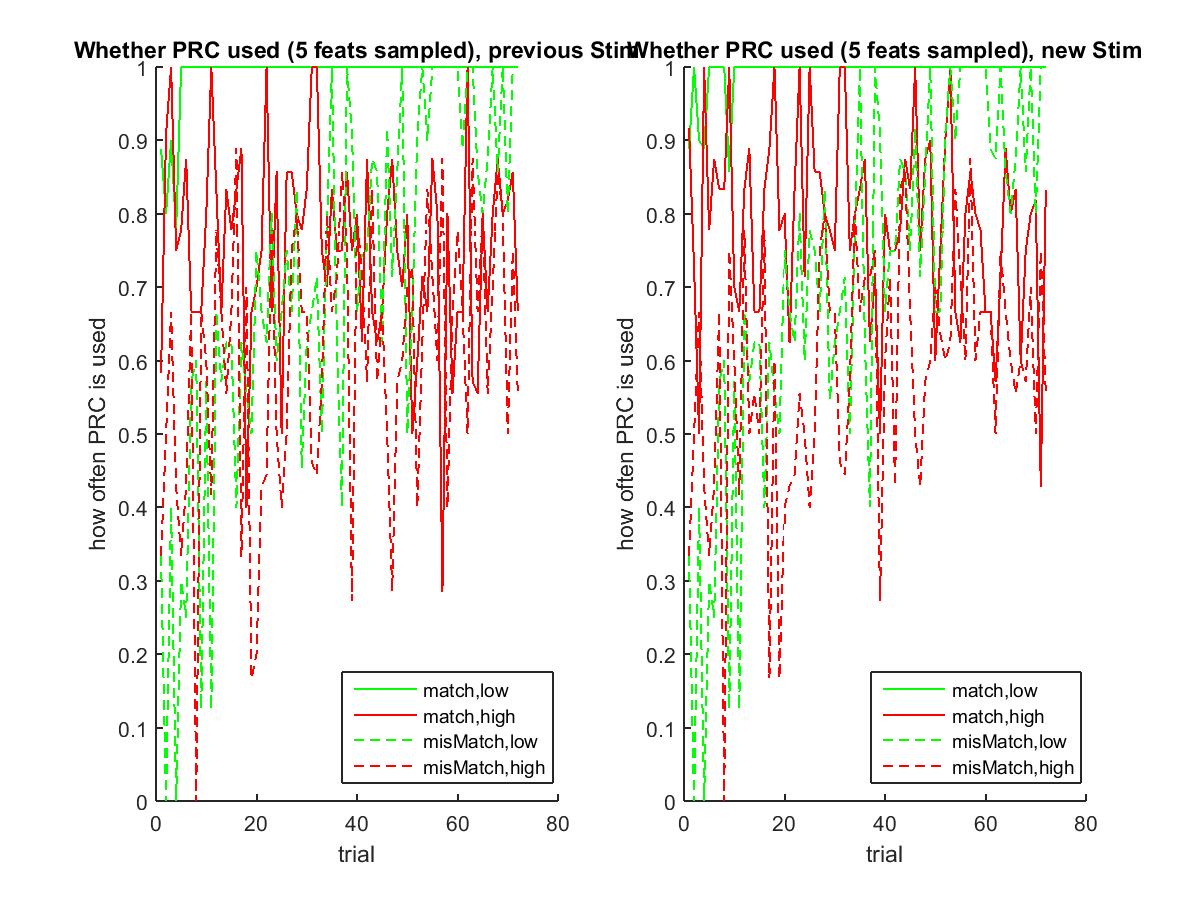 Whether PRC used (5 feats sampled), previous Stim
Whether PRC used (5 feats sampled), new Stim
1
0.9
0.8
0.7
0.6
0.5
0.4
0.3
0.2
0.1
0
how often PRC is used
0 20 40 60 80
trial
match,low
match,high
misMatch,low
misMatch,high
1
0.9
0.8
0.7
0.6
0.5
0.4
0.3
0.2
0.1
0
how often PRC is used
0 20 40 60 80
trial
match,low
match,high
misMatch,low
misMatch,high